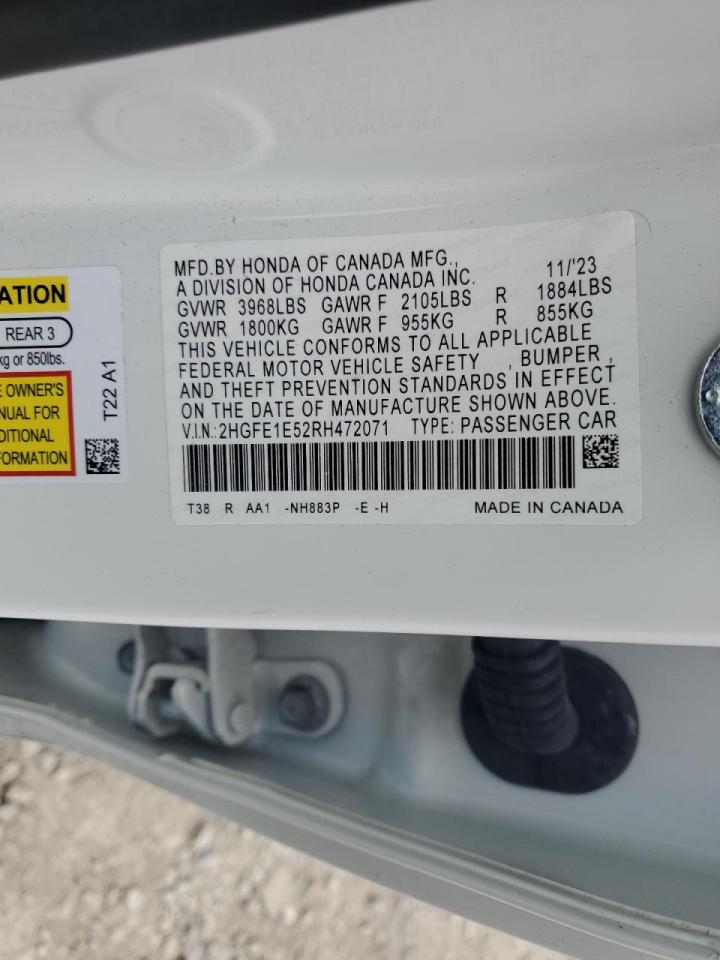 MFD.BY HONDA OF CANADA MFG.,
A DIVISION OF HONDA CANADA INC. 11/'23
GVWR 3968LBS GAWR F 2105LBS R 1884LBS
GVWR 1800KG GAWR F 955KG R 855KG
THIS VEHICLE CONFORMS TO ALL APPLICABLE
FEDERAL MOTOR VEHICLE SAFETY , BUMPER ,
AND THEFT PREVENTION STANDARDS IN EFFECT
ON THE DATE OF MANUFACTURE SHOWN ABOVE.
V.I.N.:2HGFE1E52RH472071 TYPE: PASSENGER CAR
T38 R AA1 -NH883P -E -H MADE IN CANADA
ATION
REAR 3
kg or 850lbs.
E OWNER'S
NUAL FOR
DITIONAL
FORMATION
T22 A1